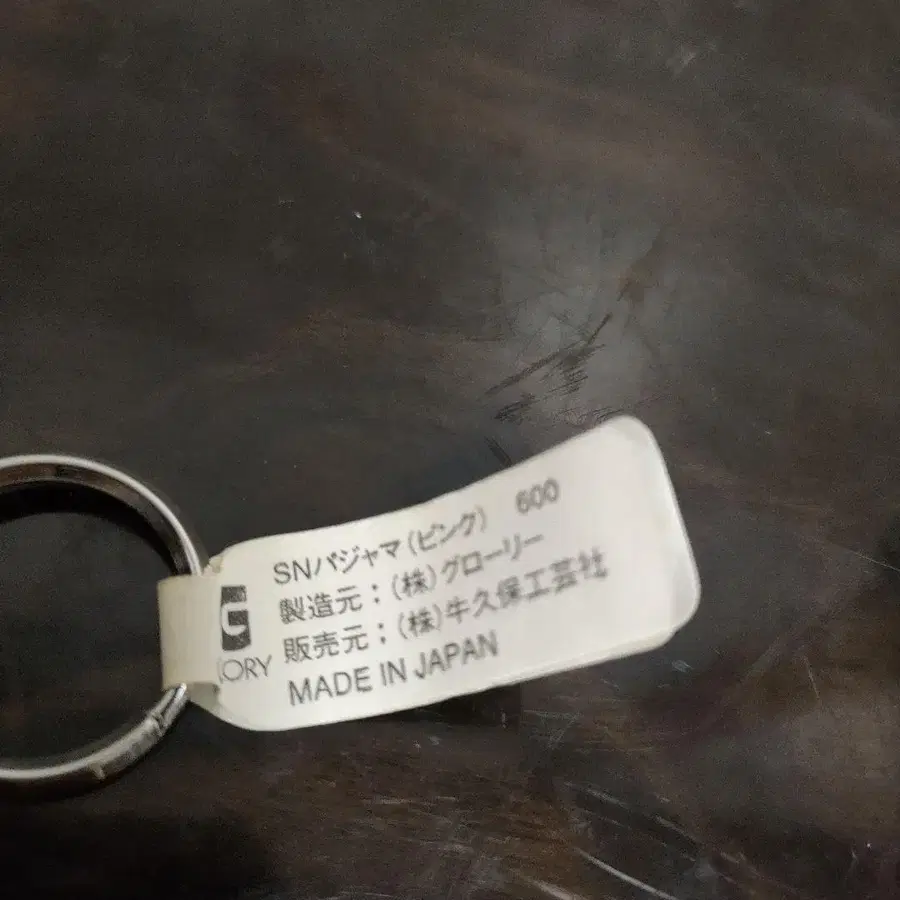 SNパジャマ(ピンク) 600
製造元:(株)グローリー
販売元:(株)牛久保工芸社
MADE IN JAPAN
G
LORY